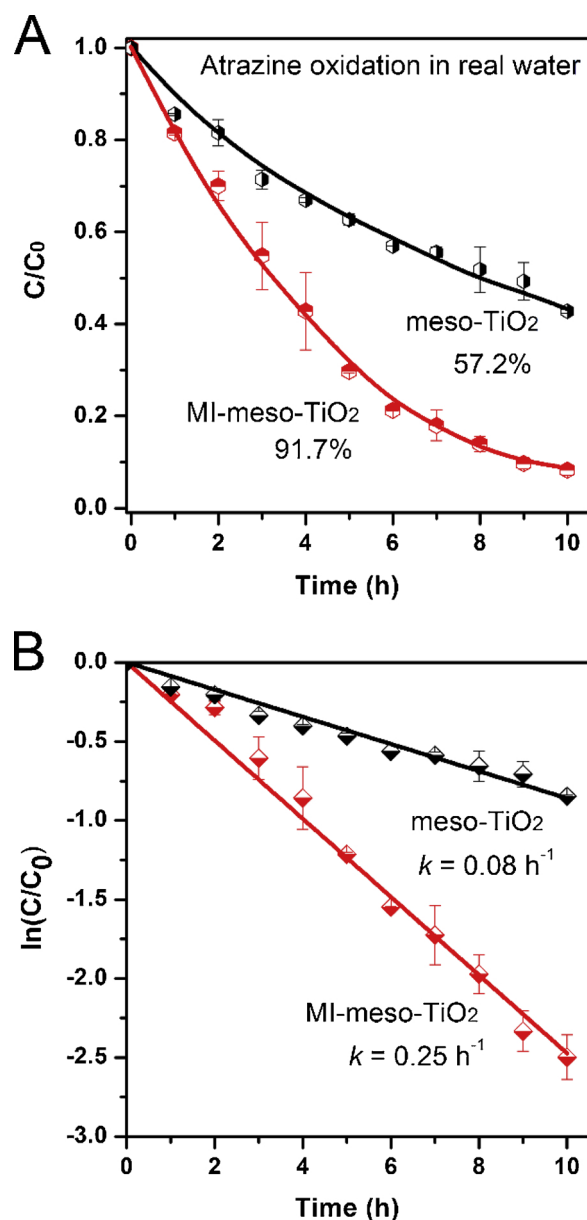 A
Atrazine oxidation in real water
1.0
0.8
0.6
0.4
0.2
0.0
C/C₀
meso-TiO₂
57.2%
MI-meso-TiO₂
91.7%
0 2 4 6 8 10
Time (h)
B
0.0
-0.5
-1.0
-1.5
-2.0
-2.5
-3.0
ln(C/C₀)
meso-TiO₂
k = 0.08 h⁻¹
MI-meso-TiO₂
k = 0.25 h⁻¹
0 2 4 6 8 10
Time (h)